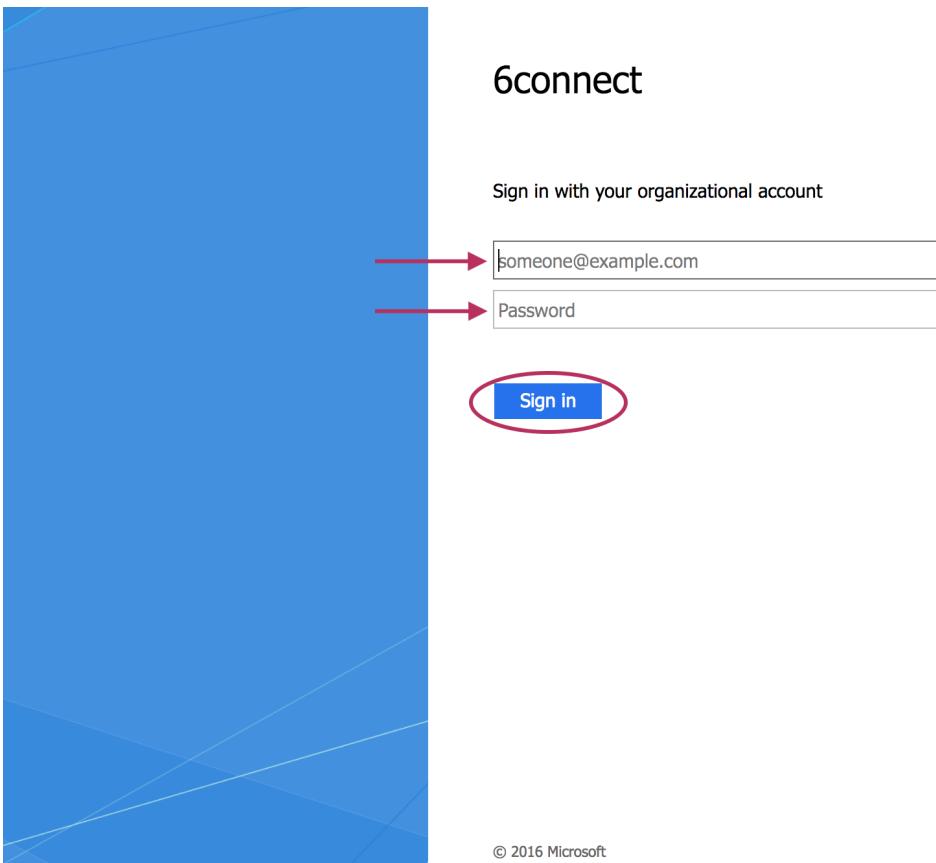 6connect
Sign in with your organizational account
someone@example.com
Password
Sign in
© 2016 Microsoft